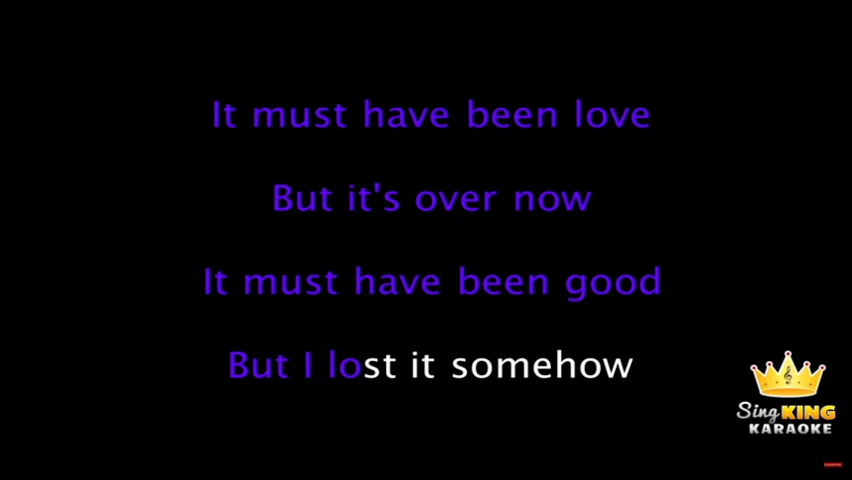 It must have been love
But it's over now
It must have been good
But I lost it somehow
Sing KING
KARAOKE